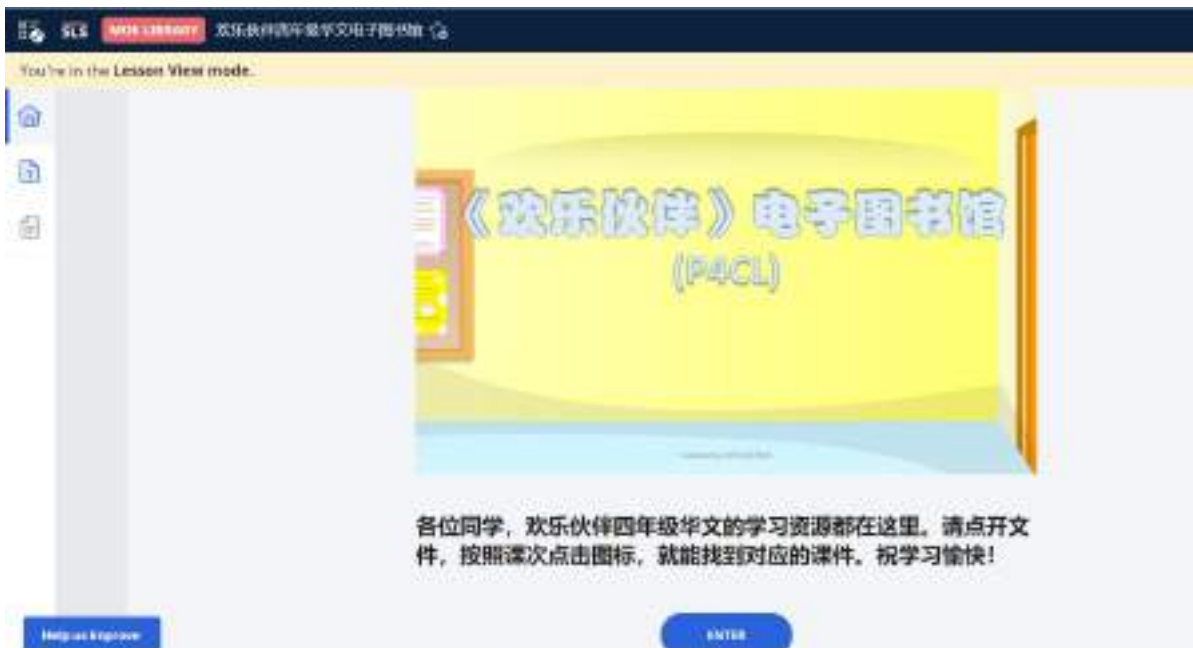 SLS MOE LIBRARY 欢乐伙伴四年级华文电子图书馆
You're in the Lesson View mode.
《欢乐伙伴》电子图书馆
(P4CL)
各位同学，欢乐伙伴四年级华文的学习资源都在这里。请点开文
件，按照课次点击图标，就能找到对应的课件。祝学习愉快！
Help us improve
ENTER